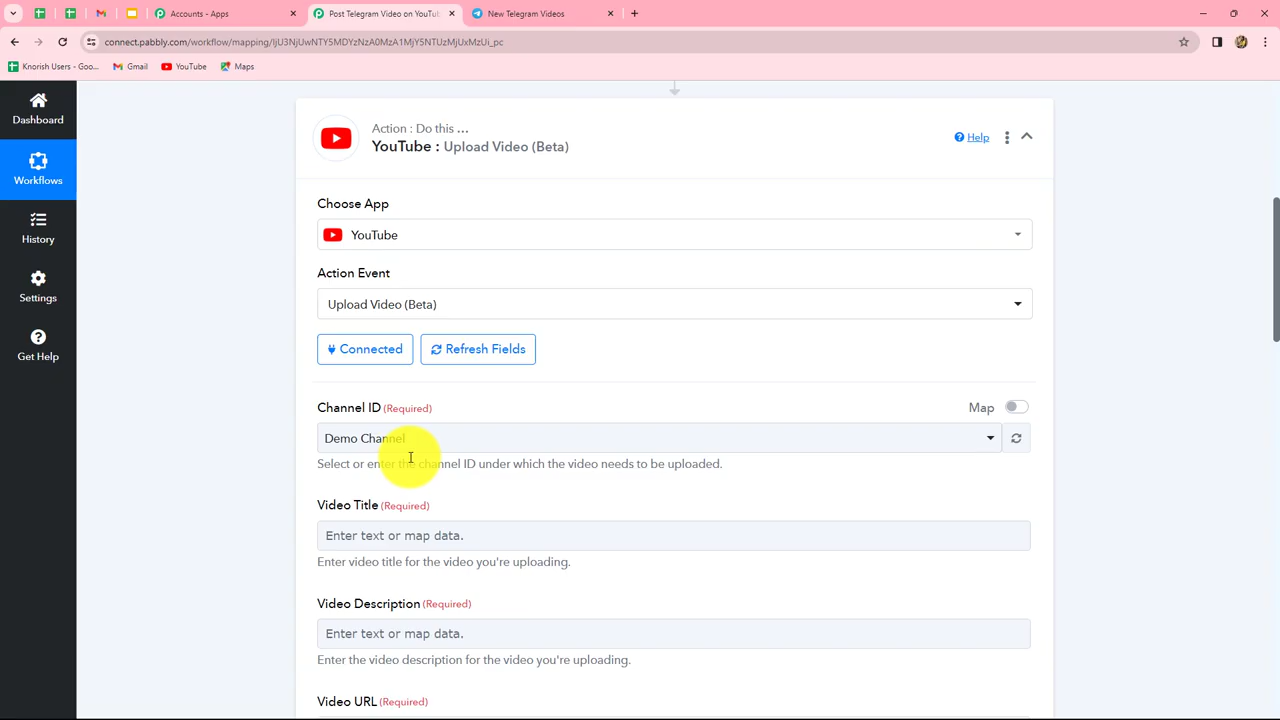 Accounts - Apps
Post Telegram Video on YouTub
New Telegram Videos
connect.pabbly.com/workflow/mapping/IjU3NjUwNTY5MDYzNzA0MzA1MjY5NTUzMjUxMzUi_pc
Knorish Users - Goo...
Gmail
YouTube
Maps
Dashboard
Workflows
History
Settings
Get Help
Action : Do this ...
YouTube : Upload Video (Beta)
Help
Choose App
YouTube
Action Event
Upload Video (Beta)
Connected
Refresh Fields
Channel ID (Required)
Map
Demo Channel
Select or enter the channel ID under which the video needs to be uploaded.
Video Title (Required)
Enter text or map data.
Enter video title for the video you're uploading.
Video Description (Required)
Enter text or map data.
Enter the video description for the video you're uploading.
Video URL (Required)